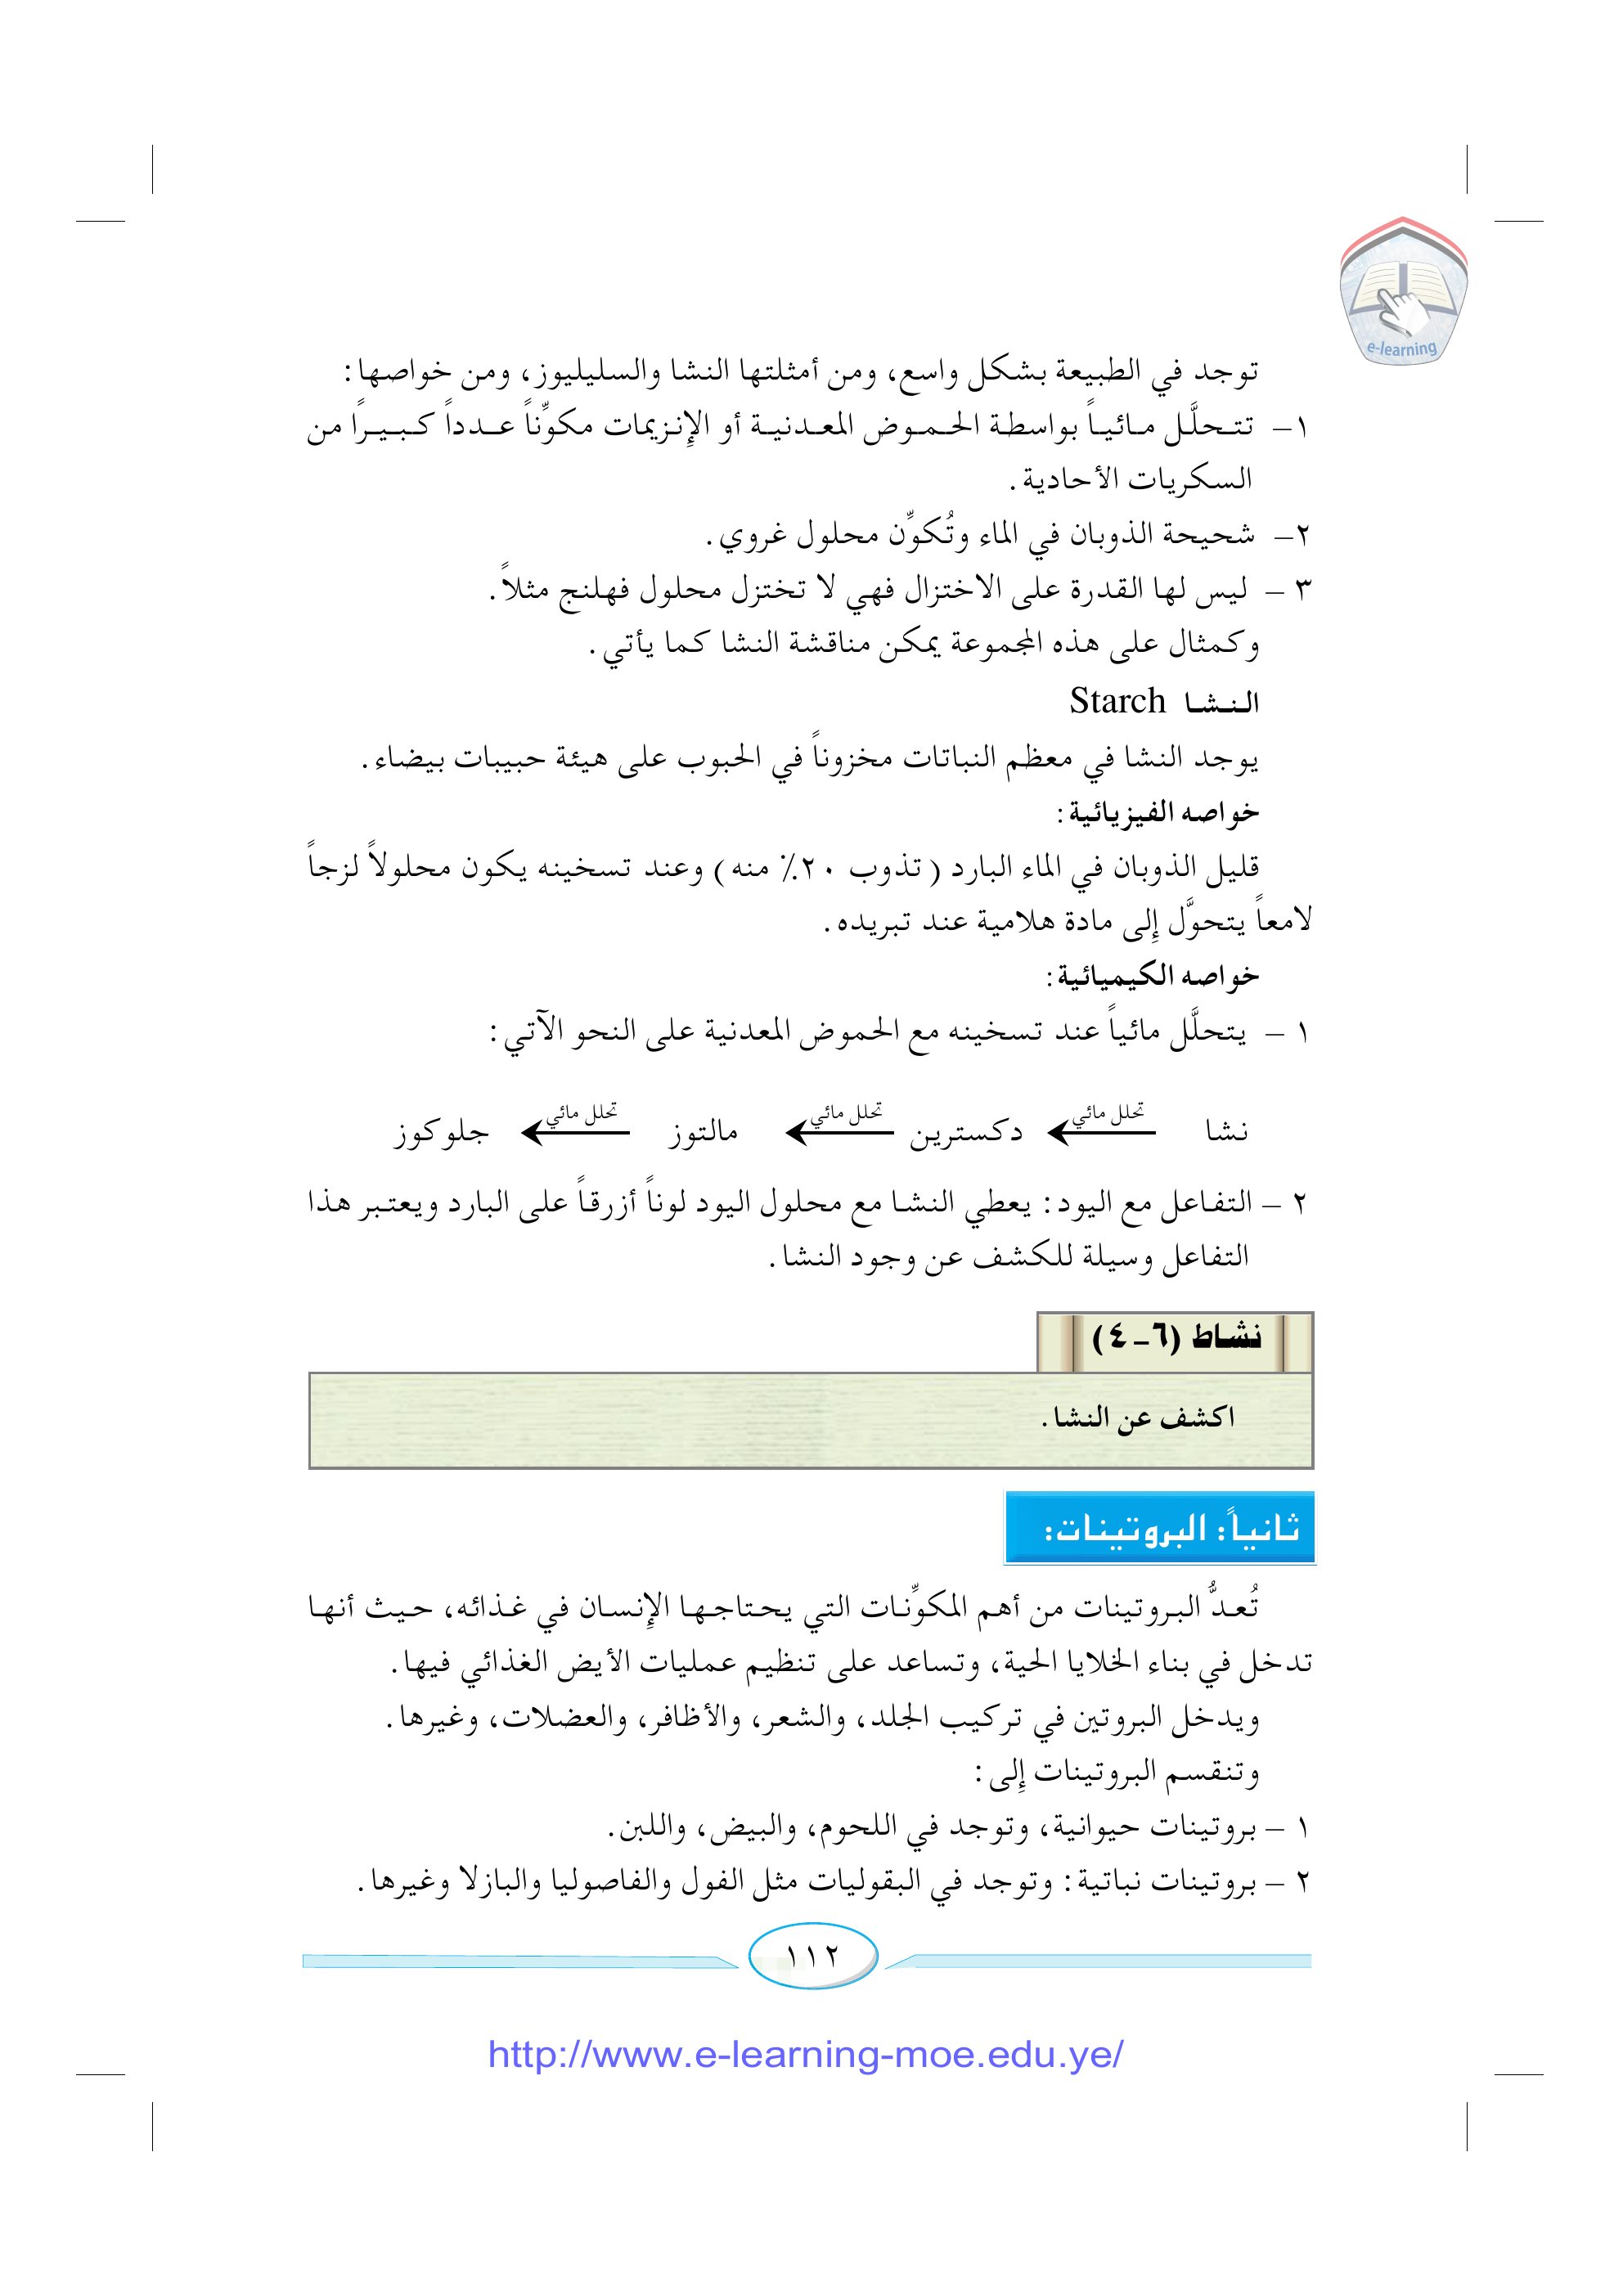 e-learning
توجد في الطبيعة بشكل واسع، ومن أمثلتها النشا والسليليوز، ومن خواصها:
١– تتحلَّل مائياً بواسطة الحموض المعدنية أو الإنزيمات مكوِّناً عدداً كبيراً من
السكريات الأحادية.
٢– شحيحة الذوبان في الماء وتُكوِّن محلول غروي.
٣ – ليس لها القدرة على الاختزال فهي لا تختزل محلول فهلنج مثلاً.
وكمثال على هذه المجموعة يمكن مناقشة النشا كما يأتي.
النشا Starch
يوجد النشا في معظم النباتات مخزوناً في الحبوب على هيئة حبيبات بيضاء.
خواصه الفيزيائية:
قليل الذوبان في الماء البارد (تذوب ٢٠٪ منه) وعند تسخينه يكون محلولاً لزجاً
لامعاً يتحوَّل إلى مادة هلامية عند تبريده.
خواصه الكيميائية:
١ – يتحلَّل مائياً عند تسخينه مع الحموض المعدنية على النحو الآتي:
نشا تحلل مائي دكسترين تحلل مائي مالتوز تحلل مائي جلوكوز
٢ – التفاعل مع اليود: يعطي النشا مع محلول اليود لوناً أزرقاً على البارد ويعتبر هذا
التفاعل وسيلة للكشف عن وجود النشا.
نشاط (٦-٤)
اكشف عن النشا.
ثانياً: البروتينات:
تُعدُّ البروتينات من أهم المكوِّنات التي يحتاجها الإنسان في غذائه، حيث أنها
تدخل في بناء الخلايا الحية، وتساعد على تنظيم عمليات الأيض الغذائي فيها.
ويدخل البروتين في تركيب الجلد، والشعر، والأظافر، والعضلات، وغيرها.
وتنقسم البروتينات إلى:
١ – بروتينات حيوانية، وتوجد في اللحوم، والبيض، واللبن.
٢ – بروتينات نباتية: وتوجد في البقوليات مثل الفول والفاصوليا والبازلا وغيرها.
١١٢
http://www.e-learning-moe.edu.ye/